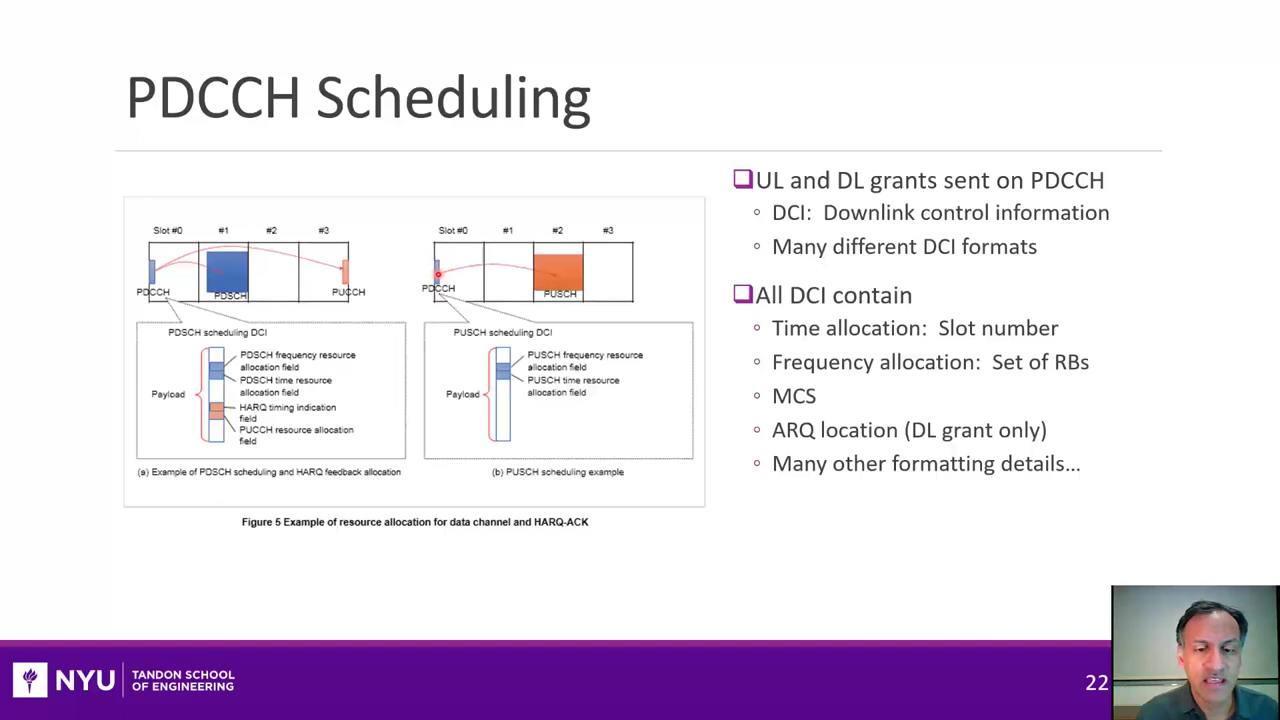 PDCCH Scheduling
Slot #0 #1 #2 #3
PDCCH PDSCH PUCCH
PDSCH scheduling DCI
Payload
PDSCH frequency resource
allocation field
PDSCH time resource
allocation field
HARQ timing indication
field
PUCCH resource allocation
field
(a) Example of PDSCH scheduling and HARQ feedback allocation
Slot #0 #1 #2 #3
PDCCH PUSCH
PUSCH scheduling DCI
Payload
PUSCH frequency resource
allocation field
PUSCH time resource
allocation field
(b) PUSCH scheduling example
Figure 5 Example of resource allocation for data channel and HARQ-ACK
❑UL and DL grants sent on PDCCH
◦ DCI: Downlink control information
◦ Many different DCI formats
❑All DCI contain
◦ Time allocation: Slot number
◦ Frequency allocation: Set of RBs
◦ MCS
◦ ARQ location (DL grant only)
◦ Many other formatting details…
NYU
TANDON SCHOOL
OF ENGINEERING
22